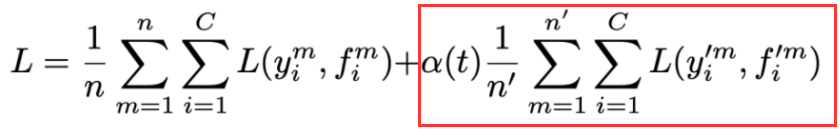 L = \frac{1}{n} \sum_{m=1}^{n} \sum_{i=1}^{C} L(y_i^m, f_i^m) + \alpha(t) \frac{1}{n'} \sum_{m=1}^{n'} \sum_{i=1}^{C} L(y_i'^m, f_i'^m)